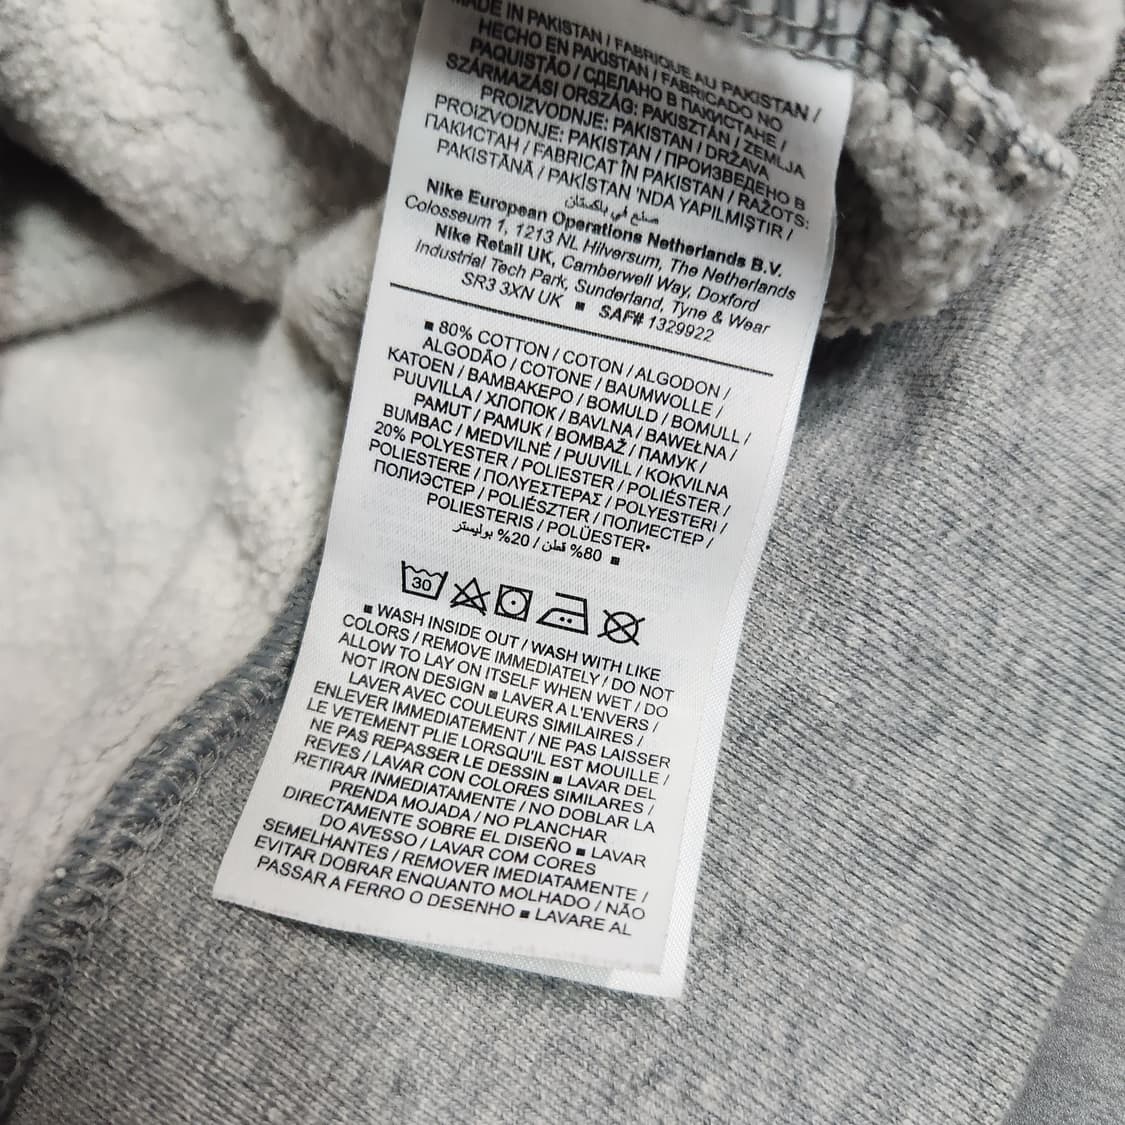 MADE IN PAKISTAN / FABRIQUE AU PAKISTAN /
HECHO EN PAKISTAN / FABRICADO NO
PAQUISTÃO / СДЕЛАНО В ПАКИСТАНЕ /
SZÁRMAZÁSI ORSZÁG: PAKISZTÁN / ZEMLJA
PROIZVODNJE: PAKISTAN / DRŽAVA
PROIZVODNJE: PAKISTAN / ПРОИЗВЕДЕНО В
ПАКИСТАН / FABRICAT ÎN PAKISTAN / RAŽOTS:
PAKISTĀNĀ / PAKİSTAN 'NDA YAPILMIŞTIR /
صنع في باكستان
Nike European Operations Netherlands B.V.
Colosseum 1, 1213 NL Hilversum, The Netherlands
Nike Retail UK, Camberwell Way, Doxford
Industrial Tech Park, Sunderland, Tyne & Wear
SR3 3XN UK ■ SAF# 1329922
■ 80% COTTON / COTON / ALGODON /
ALGODÃO / COTONE / BAUMWOLLE /
KATOEN / ΒΑΜΒΑΚΕΡΟ / BOMULD / BOMULL /
PUUVILLA / ХЛОПОК / BAVLNA / BAWEŁNA /
PAMUT / PAMUK / BOMBAŽ / ПАМУК /
BUMBAC / MEDVILNĖ / PUUVILL / KOKVILNA
20% POLYESTER / POLIESTER / POLIÉSTER /
POLIESTERE / ΠΟΛΥΕΣΤΕΡΑΣ / POLYESTERI /
ПОЛИЭСТЕР / POLIÉSZTER / ПОЛИЕСТЕР /
POLIESTERIS / POLÜESTER•
80% قطن / 20% بوليستر ■
30
■ WASH INSIDE OUT / WASH WITH LIKE
COLORS / REMOVE IMMEDIATELY / DO NOT
ALLOW TO LAY ON ITSELF WHEN WET / DO
NOT IRON DESIGN ■ LAVER A L'ENVERS /
LAVER AVEC COULEURS SIMILAIRES /
ENLEVER IMMEDIATEMENT / NE PAS LAISSER
LE VETEMENT PLIE LORSQU'IL EST MOUILLE /
NE PAS REPASSER LE DESSIN ■ LAVAR DEL
REVES / LAVAR CON COLORES SIMILARES /
RETIRAR INMEDIATAMENTE / NO DOBLAR LA
PRENDA MOJADA / NO PLANCHAR
DIRECTAMENTE SOBRE EL DISEÑO ■ LAVAR
DO AVESSO / LAVAR COM CORES
SEMELHANTES / REMOVER IMEDIATAMENTE /
EVITAR DOBRAR ENQUANTO MOLHADO / NÃO
PASSAR A FERRO O DESENHO ■ LAVARE AL